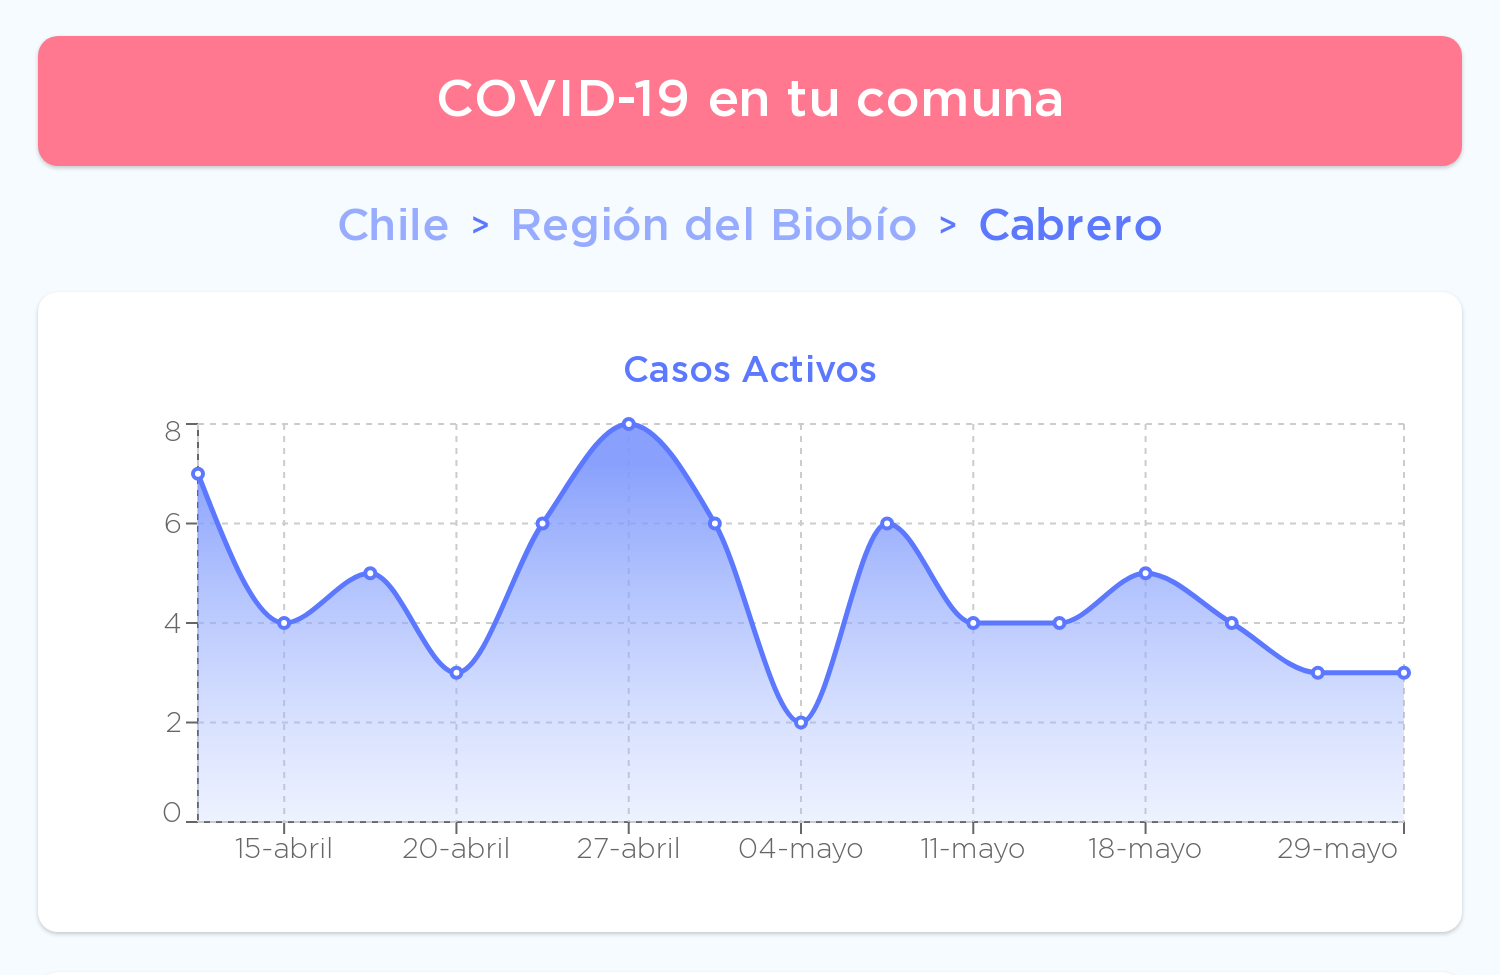 COVID-19 en tu comuna
Chile > Región del Biobío > Cabrero
Casos Activos
8
6
4
2
0
15-abril 20-abril 27-abril 04-mayo 11-mayo 18-mayo 29-mayo